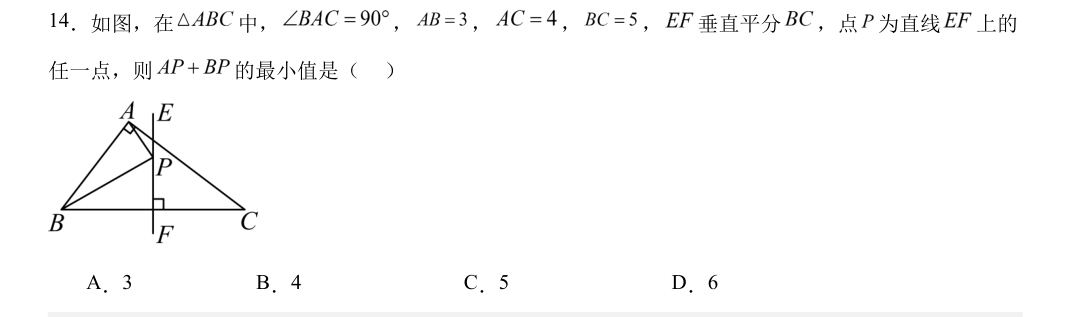 14．如图，在△ABC中，∠BAC=90°，AB=3，AC=4，BC=5，EF垂直平分BC，点P为直线EF上的
任一点，则AP+BP的最小值是（　）
A E
P
B F C
A．3 B．4 C．5 D．6